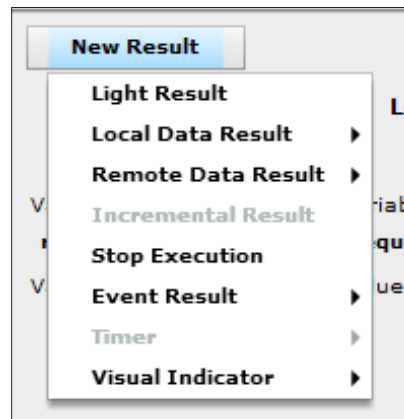 New Result
Light Result
L
Local Data Result
Remote Data Result
Incremental Result
Stop Execution
Event Result
Timer
Visual Indicator